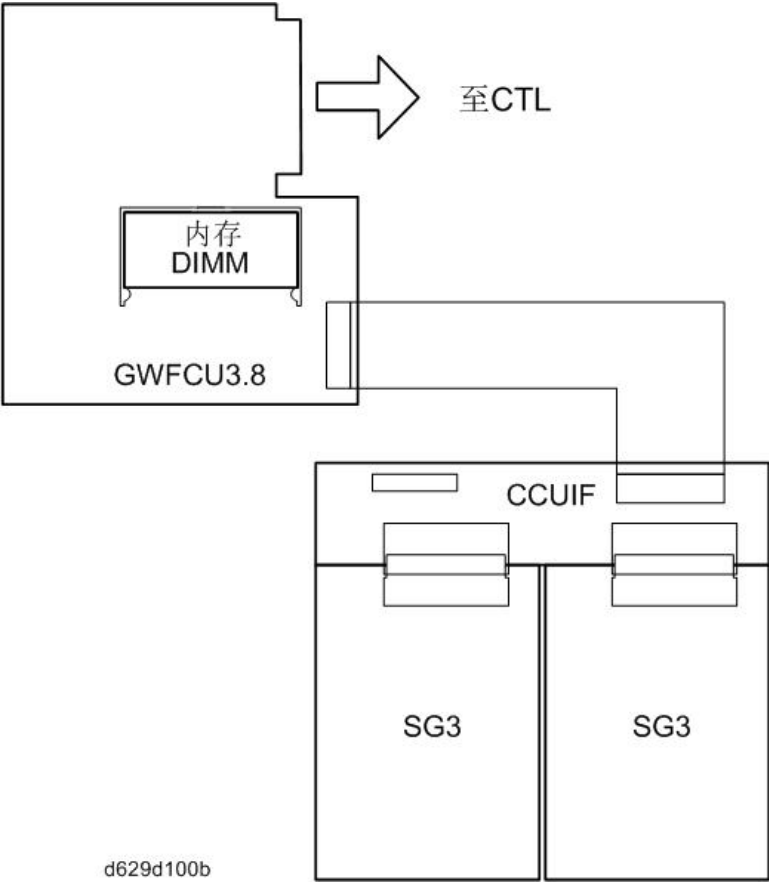 至CTL
内存
DIMM
GWFCU3.8
CCUIF
SG3
SG3
d629d100b